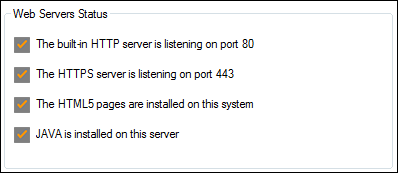 Web Servers Status
The built-in HTTP server is listening on port 80
The HTTPS server is listening on port 443
The HTML5 pages are installed on this system
JAVA is installed on this server